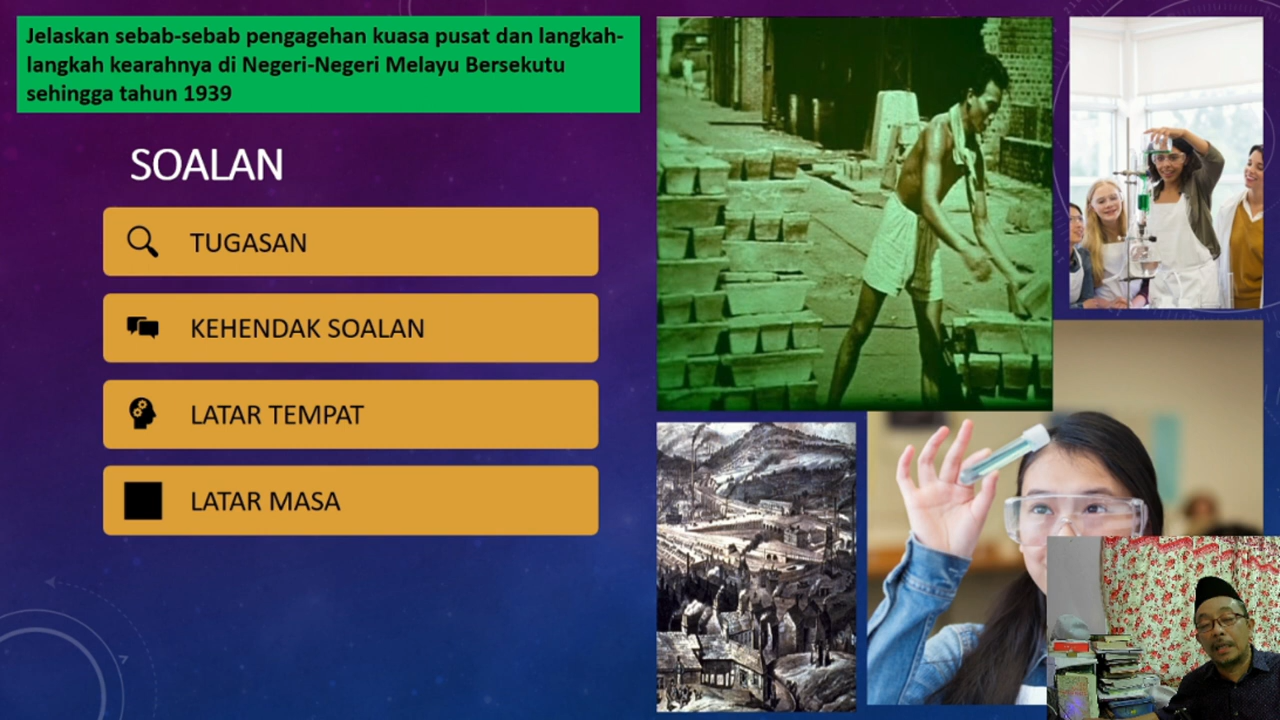 Jelaskan sebab-sebab pengagehan kuasa pusat dan langkah-
langkah kearahnya di Negeri-Negeri Melayu Bersekutu
sehingga tahun 1939
SOALAN
TUGASAN
KEHENDAK SOALAN
LATAR TEMPAT
LATAR MASA